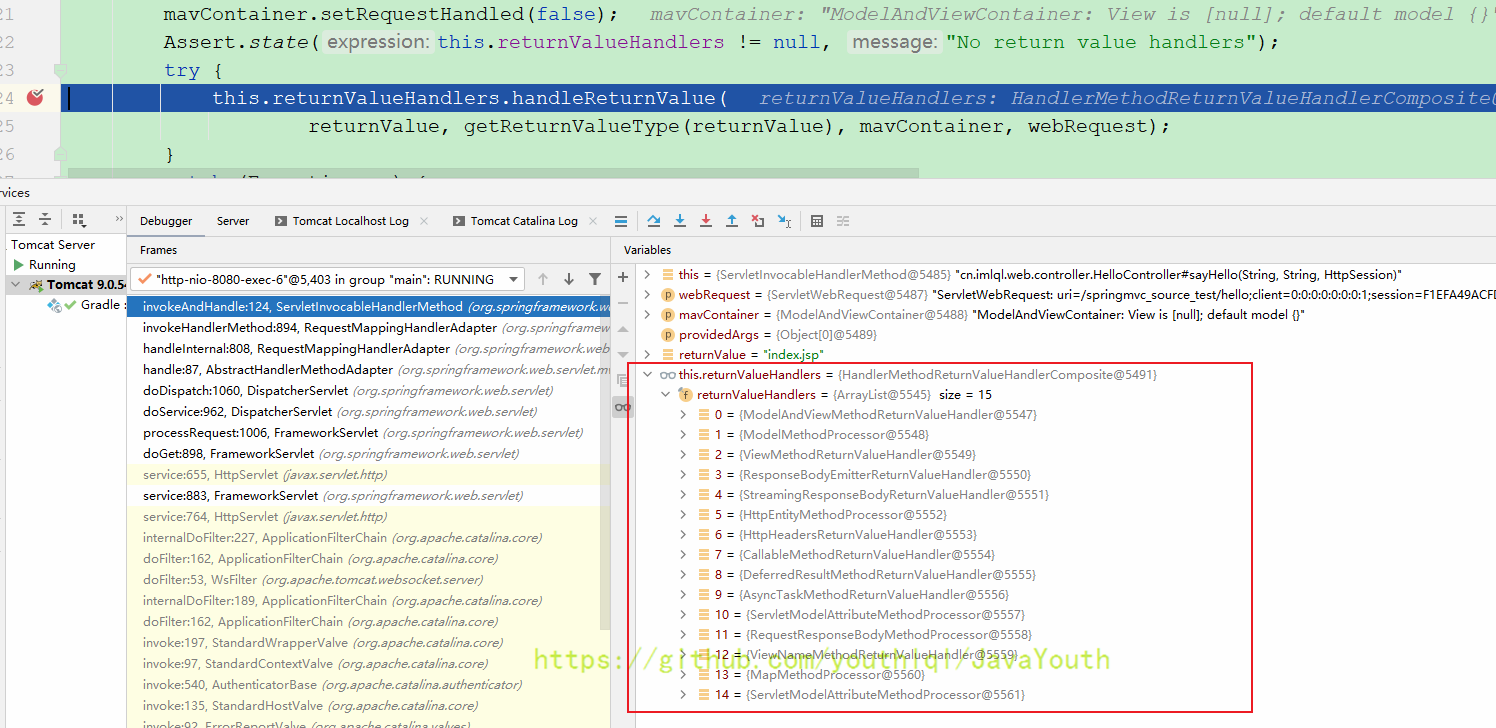 21 mavContainer.setRequestHandled(false); mavContainer: "ModelAndViewContainer: View is [null]; default model {}"
22 Assert.state( expression: this.returnValueHandlers != null, message: "No return value handlers");
23 try {
24 this.returnValueHandlers.handleReturnValue( returnValueHandlers: HandlerMethodReturnValueHandlerComposite@
25 returnValue, getReturnValueType(returnValue), mavContainer, webRequest);
26 }
rvices
Debugger Server Tomcat Localhost Log Tomcat Catalina Log
Tomcat Server
Running
Tomcat 9.0.54
Gradle :
Frames
"http-nio-8080-exec-6"@5,403 in group "main": RUNNING
invokeAndHandle:124, ServletInvocableHandlerMethod (org.springframework.we
invokeHandlerMethod:894, RequestMappingHandlerAdapter (org.springframew
handleInternal:808, RequestMappingHandlerAdapter (org.springframework.web
handle:87, AbstractHandlerMethodAdapter (org.springframework.web.servlet.mv
doDispatch:1060, DispatcherServlet (org.springframework.web.servlet)
doService:962, DispatcherServlet (org.springframework.web.servlet)
processRequest:1006, FrameworkServlet (org.springframework.web.servlet)
doGet:898, FrameworkServlet (org.springframework.web.servlet)
service:655, HttpServlet (javax.servlet.http)
service:883, FrameworkServlet (org.springframework.web.servlet)
service:764, HttpServlet (javax.servlet.http)
internalDoFilter:227, ApplicationFilterChain (org.apache.catalina.core)
doFilter:162, ApplicationFilterChain (org.apache.catalina.core)
doFilter:53, WsFilter (org.apache.tomcat.websocket.server)
internalDoFilter:189, ApplicationFilterChain (org.apache.catalina.core)
doFilter:162, ApplicationFilterChain (org.apache.catalina.core)
invoke:197, StandardWrapperValve (org.apache.catalina.core)
invoke:97, StandardContextValve (org.apache.catalina.core)
invoke:540, AuthenticatorBase (org.apache.catalina.authenticator)
invoke:135, StandardHostValve (org.apache.catalina.core)
invoke:92, ErrorReportValve (org.apache.catalina.valves)
Variables
this = {ServletInvocableHandlerMethod@5485} "cn.imlql.web.controller.HelloController#sayHello(String, String, HttpSession)"
webRequest = {ServletWebRequest@5487} "ServletWebRequest: uri=/springmvc_source_test/hello;client=0:0:0:0:0:0:0:1;session=F1EFA49ACFD
mavContainer = {ModelAndViewContainer@5488} "ModelAndViewContainer: View is [null]; default model {}"
providedArgs = {Object[0]@5489}
returnValue = "index.jsp"
this.returnValueHandlers = {HandlerMethodReturnValueHandlerComposite@5491}
returnValueHandlers = {ArrayList@5545} size = 15
0 = {ModelAndViewMethodReturnValueHandler@5547}
1 = {ModelMethodProcessor@5548}
2 = {ViewMethodReturnValueHandler@5549}
3 = {ResponseBodyEmitterReturnValueHandler@5550}
4 = {StreamingResponseBodyReturnValueHandler@5551}
5 = {HttpEntityMethodProcessor@5552}
6 = {HttpHeadersReturnValueHandler@5553}
7 = {CallableMethodReturnValueHandler@5554}
8 = {DeferredResultMethodReturnValueHandler@5555}
9 = {AsyncTaskMethodReturnValueHandler@5556}
10 = {ServletModelAttributeMethodProcessor@5557}
11 = {RequestResponseBodyMethodProcessor@5558}
12 = {ViewNameMethodReturnValueHandler@5559}
13 = {MapMethodProcessor@5560}
14 = {ServletModelAttributeMethodProcessor@5561}
https://github.com/youthlql/JavaYouth